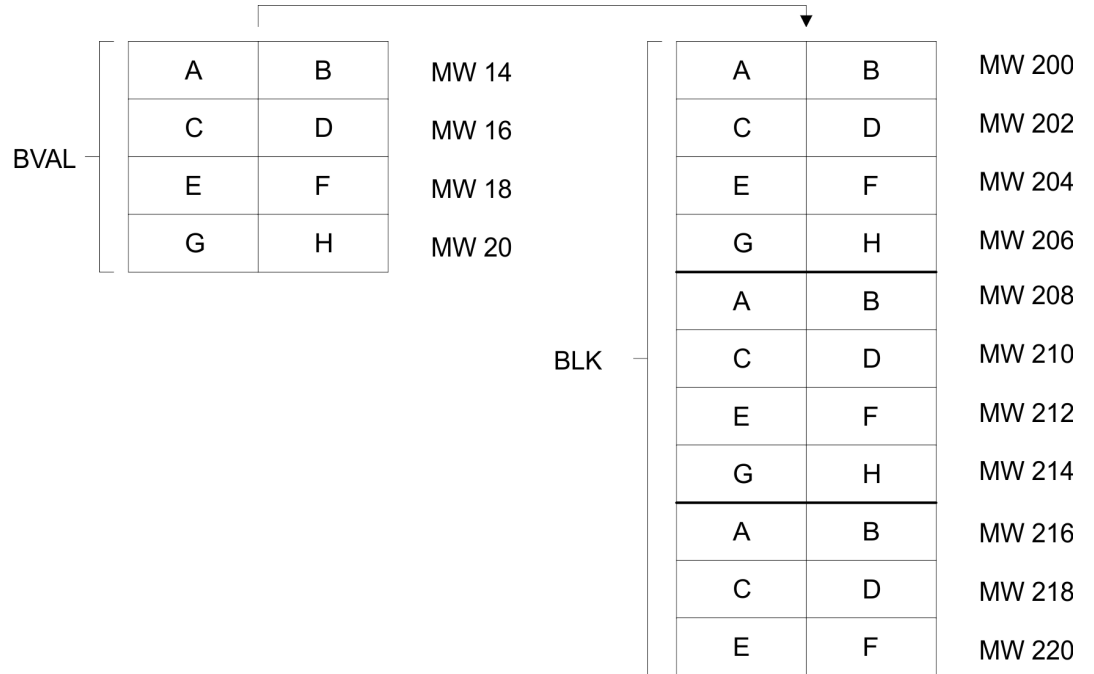 A B MW 14
C D MW 16
E F MW 18
G H MW 20
BVAL
A B MW 200
C D MW 202
E F MW 204
G H MW 206
A B MW 208
C D MW 210
E F MW 212
G H MW 214
A B MW 216
C D MW 218
E F MW 220
BLK